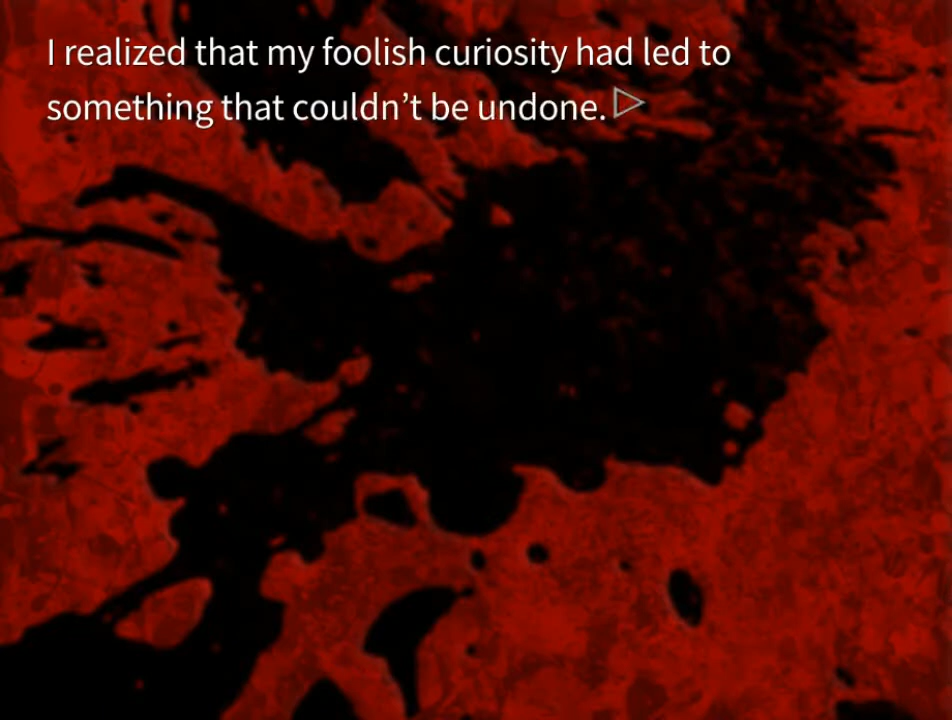 I realized that my foolish curiosity had led to
something that couldn’t be undone.